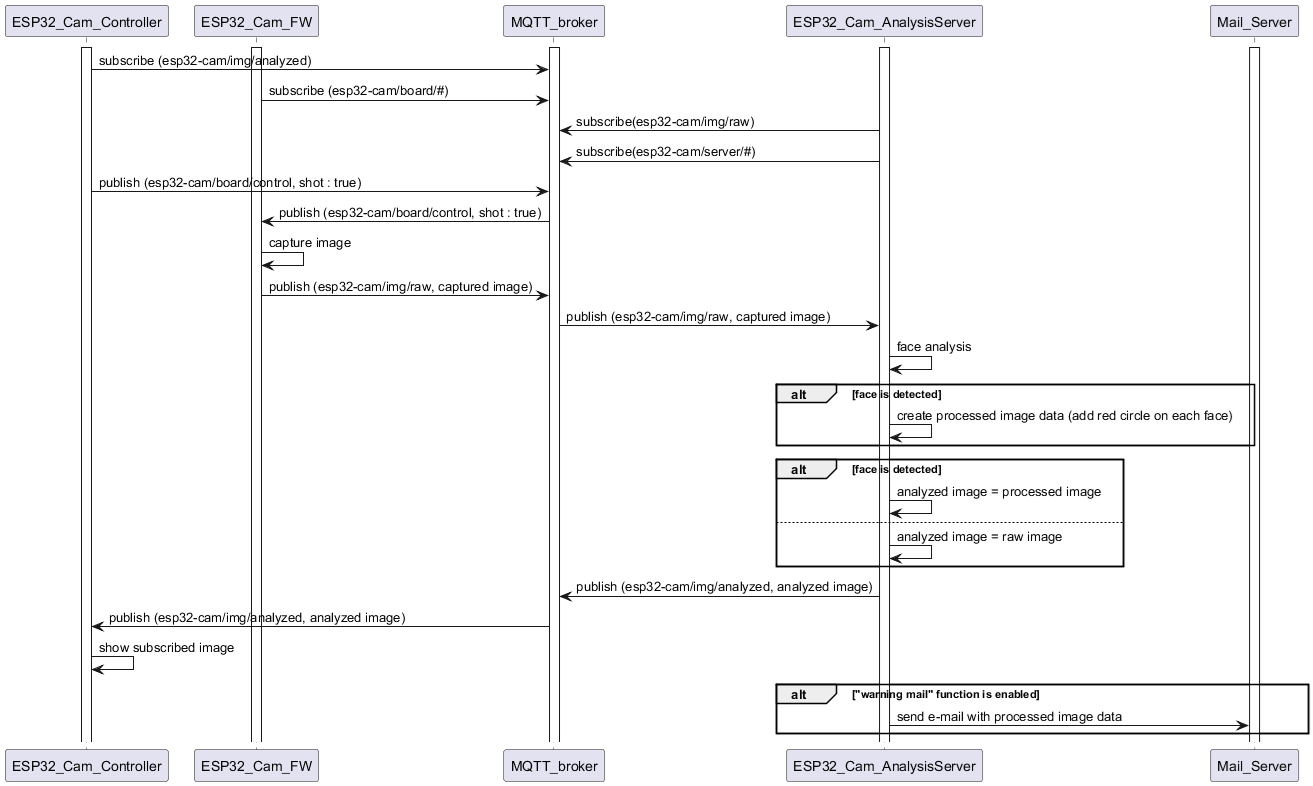 ESP32_Cam_Controller
ESP32_Cam_FW
MQTT_broker
ESP32_Cam_AnalysisServer
Mail_Server
subscribe (esp32-cam/img/analyzed)
subscribe (esp32-cam/board/#)
subscribe(esp32-cam/img/raw)
subscribe(esp32-cam/server/#)
publish (esp32-cam/board/control, shot : true)
publish (esp32-cam/board/control, shot : true)
capture image
publish (esp32-cam/img/raw, captured image)
publish (esp32-cam/img/raw, captured image)
face analysis
alt [face is detected]
create processed image data (add red circle on each face)
alt [face is detected]
analyzed image = processed image
analyzed image = raw image
publish (esp32-cam/img/analyzed, analyzed image)
publish (esp32-cam/img/analyzed, analyzed image)
show subscribed image
alt ["warning mail" function is enabled]
send e-mail with processed image data
ESP32_Cam_Controller
ESP32_Cam_FW
MQTT_broker
ESP32_Cam_AnalysisServer
Mail_Server